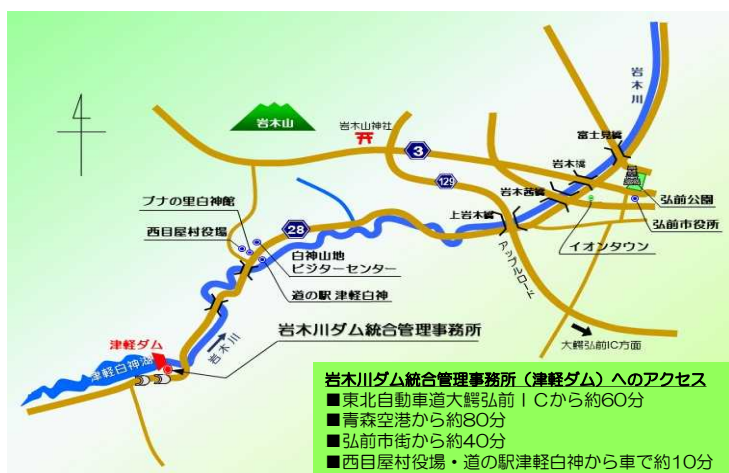 岩木川
富士見橋
岩木山
岩木山神社
3
岩木橋
129
岩木茜橋
弘前公園
ブナの里白神館
上岩木橋
弘前市役所
西目屋村役場
28
イオンタウン
白神山地
ビジターセンター
アップルロード
道の駅 津軽白神
岩木川ダム統合管理事務所
津軽ダム
岩木川
大鰐弘前IC方面
津軽白神湖
岩木川ダム統合管理事務所（津軽ダム）へのアクセス
■東北自動車道大鰐弘前ＩＣから約60分
■青森空港から約80分
■弘前市街から約40分
■西目屋村役場・道の駅津軽白神から車で約10分